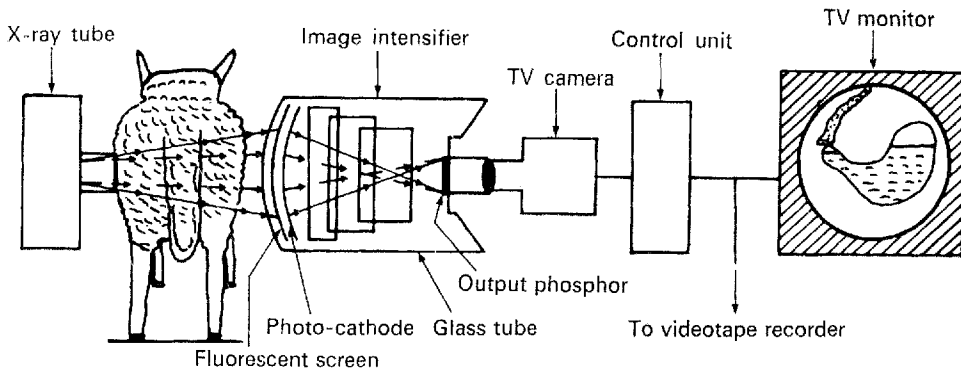 X-ray tube
Image intensifier
TV camera
Control unit
TV monitor
Output phosphor
Photo-cathode
Glass tube
Fluorescent screen
To videotape recorder